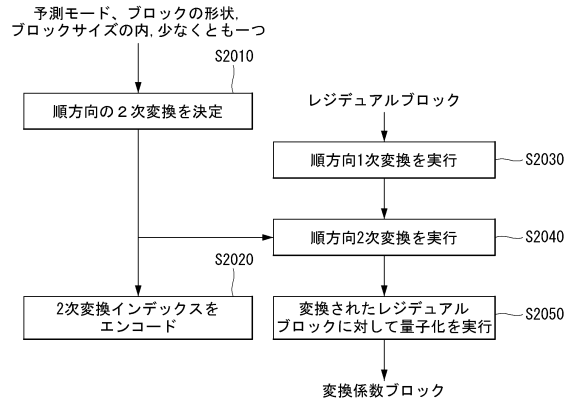 予測モード、ブロックの形状,
ブロックサイズの内, 少なくとも一つ
S2010
順方向の2次変換を決定
レジデュアルブロック
順方向1次変換を実行
S2030
順方向2次変換を実行
S2040
S2020
2次変換インデックスを
エンコード
変換されたレジデュアル
ブロックに対して量子化を実行
S2050
変換係数ブロック